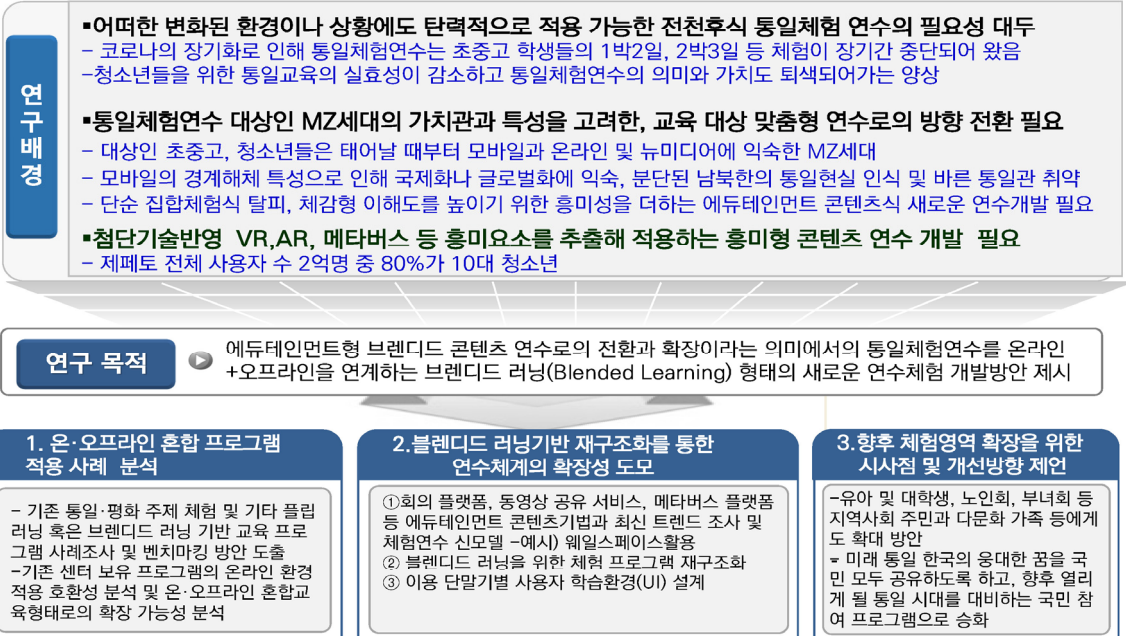 연구배경
▪어떠한 변화된 환경이나 상황에도 탄력적으로 적용 가능한 전천후식 통일체험 연수의 필요성 대두
- 코로나의 장기화로 인해 통일체험연수는 초중고 학생들의 1박2일, 2박3일 등 체험이 장기간 중단되어 왔음
-청소년들을 위한 통일교육의 실효성이 감소하고 통일체험연수의 의미와 가치도 퇴색되어가는 양상
▪통일체험연수 대상인 MZ세대의 가치관과 특성을 고려한, 교육 대상 맞춤형 연수로의 방향 전환 필요
- 대상인 초중고, 청소년들은 태어날 때부터 모바일과 온라인 및 뉴미디어에 익숙한 MZ세대
- 모바일의 경계해체 특성으로 인해 국제화나 글로벌화에 익숙, 분단된 남북한의 통일현실 인식 및 바른 통일관 취약
- 단순 집합체험식 탈피, 체감형 이해도를 높이기 위한 흥미성을 더하는 에듀테인먼트 콘텐츠식 새로운 연수개발 필요
▪첨단기술반영 VR,AR, 메타버스 등 흥미요소를 추출해 적용하는 흥미형 콘텐츠 연수 개발 필요
- 제페토 전체 사용자 수 2억명 중 80%가 10대 청소년
연구 목적
에듀테인먼트형 브렌디드 콘텐츠 연수로의 전환과 확장이라는 의미에서의 통일체험연수를 온라인
+오프라인을 연계하는 브렌디드 러닝(Blended Learning) 형태의 새로운 연수체험 개발방안 제시
1. 온·오프라인 혼합 프로그램
적용 사례 분석
- 기존 통일·평화 주제 체험 및 기타 플립
러닝 혹은 브렌디드 러닝 기반 교육 프로
그램 사례조사 및 벤치마킹 방안 도출
-기존 센터 보유 프로그램의 온라인 환경
적용 호환성 분석 및 온·오프라인 혼합교
육형태로의 확장 가능성 분석
2.블렌디드 러닝기반 재구조화를 통한
연수체계의 확장성 도모
①회의 플랫폼, 동영상 공유 서비스, 메타버스 플랫폼
등 에듀테인먼트 콘텐츠기법과 최신 트렌드 조사 및
체험연수 신모델 -예시) 웨일스페이스활용
② 블렌디드 러닝을 위한 체험 프로그램 재구조화
③ 이용 단말기별 사용자 학습환경(UI) 설계
3.향후 체험영역 확장을 위한
시사점 및 개선방향 제언
-유아 및 대학생, 노인회, 부녀회 등
지역사회 주민과 다문화 가족 등에게
도 확대 방안
- 미래 통일 한국의 웅대한 꿈을 국
민 모두 공유하도록 하고, 향후 열리
게 될 통일 시대를 대비하는 국민 참
여 프로그램으로 승화